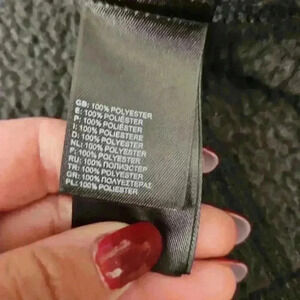 GB: 100% POLYESTER
E: 100% POLIÉSTER
P: 100% POLIÉSTER
I: 100% POLIESTERE
D: 100% POLYESTER
NL: 100% POLYESTER
F: 100% POLYESTER
RU: 100% ПОЛИЭСТЕР
TR: 100% POLYESTER
GR: 100% ΠΟΛΥΕΣΤΕΡΑΣ
PL: 100% POLIESTER